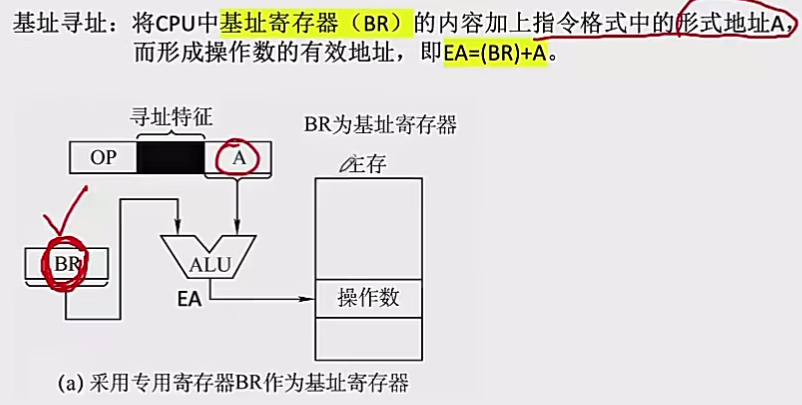 基址寻址：将CPU中基址寄存器（BR）的内容加上指令格式中的形式地址A，
而形成操作数的有效地址，即EA=(BR)+A。
寻址特征
BR为基址寄存器
OP
A
主存
BR
ALU
EA
操作数
(a) 采用专用寄存器BR作为基址寄存器